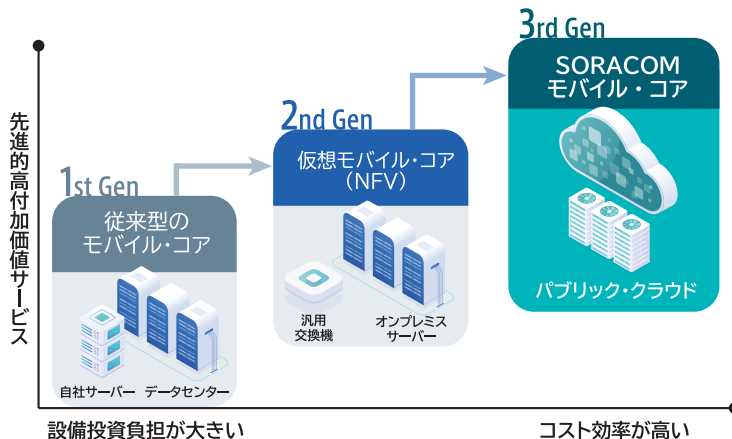 3rd Gen
SORACOM
モバイル・コア
パブリック・クラウド
2nd Gen
仮想モバイル・コア
（NFV）
汎用
交換機
オンプレミス
サーバー
1st Gen
従来型の
モバイル・コア
自社サーバー
データセンター
先進的高付加価値サービス
設備投資負担が大きい
コスト効率が高い